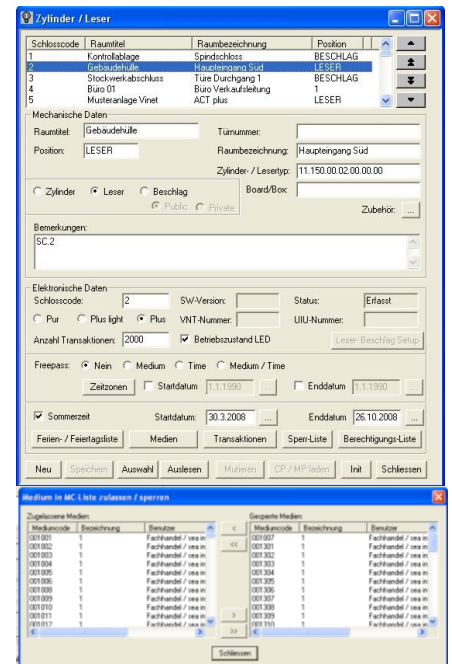 Zylinder / Leser
Schlosscode Raumtitel Raumbezeichnung Position
1 Kontrollablage Spindschloss BESCHLAG
2 Gebäudehülle Haupteingang Süd LESER
3 Stockwerkabschluss Türe Durchgang 1 BESCHLAG
4 Büro 01 Büro Verkaufsleitung 1
5 Musteranlage Vinet ACT plus LESER
Mechanische Daten
Raumtitel: Gebäudehülle Türnummer:
Position: LESER Raumbezeichnung: Haupteingang Süd
Zylinder- / Lesertyp: 11.150.00.02.00.00.00
Zylinder Leser Beschlag Board/Box:
Public Private Zubehör: ...
Bemerkungen:
SC.2
Elektronische Daten
Schlosscode: 2 SW-Version: Status: Erfasst
Pur Plus light Plus VNT-Nummer: UIU-Nummer:
Anzahl Transaktionen: 2000 Betriebszustand LED Leser- Beschlag Setup
Freepass: Nein Medium Time Medium / Time
Zeitzonen Startdatum 1.1.1990 ... Enddatum 1.1.1990 ...
Sommerzeit Startdatum: 30.3.2008 ... Enddatum 26.10.2008 ...
Ferien- / Feiertagsliste Medien Transaktionen Sperr-Liste Berechtigungs-Liste
Neu Speichern Auswahl Auslesen Mutieren CP / MP laden Init Schliessen
Medium in MC-Liste zulassen / sperren
Zugelassene Medien: Gesperrte Medien:
Mediumcode Bezeichnung Benutzer < Mediumcode Bezeichnung Benutzer
001001 1 Fachhandel / sea in 001007 1 Fachhandel / sea in
001002 1 Fachhandel / sea in << 001301 1 Fachhandel / sea in
001003 1 Fachhandel / sea in 001302 1 Fachhandel / sea in
001004 1 Fachhandel / sea in 001303 1 Fachhandel / sea in
001005 1 Fachhandel / sea in 001304 1 Fachhandel / sea in
001006 1 Fachhandel / sea in 001305 1 Fachhandel / sea in
001008 1 Fachhandel / sea in 001306 1 Fachhandel / sea in
001009 1 Fachhandel / sea in 001307 1 Fachhandel / sea in
001010 1 Fachhandel / sea in 001308 1 Fachhandel / sea in
001011 1 Fachhandel / sea in > 001309 1 Fachhandel / sea in
001012 1 Fachhandel / sea in 001310 1 Fachhandel / sea in
>>
Schliessen